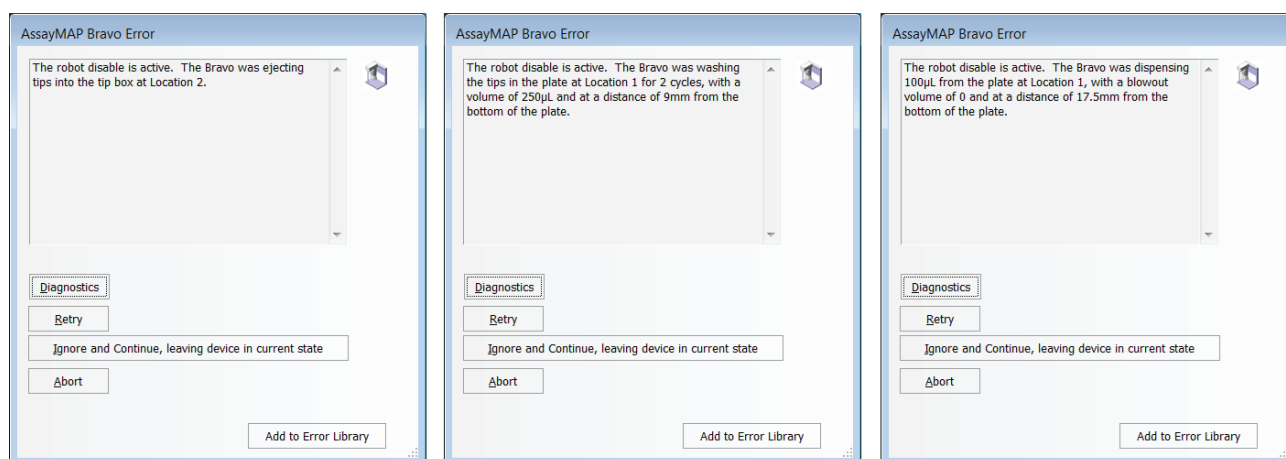 AssayMAP Bravo Error
The robot disable is active.  The Bravo was ejecting
tips into the tip box at Location 2.
Diagnostics
Retry
Ignore and Continue, leaving device in current state
Abort
Add to Error Library
AssayMAP Bravo Error
The robot disable is active.  The Bravo was washing
the tips in the plate at Location 1 for 2 cycles, with a
volume of 250µL and at a distance of 9mm from the
bottom of the plate.
Diagnostics
Retry
Ignore and Continue, leaving device in current state
Abort
Add to Error Library
AssayMAP Bravo Error
The robot disable is active.  The Bravo was dispensing
100µL from the plate at Location 1, with a blowout
volume of 0 and at a distance of 17.5mm from the
bottom of the plate.
Diagnostics
Retry
Ignore and Continue, leaving device in current state
Abort
Add to Error Library